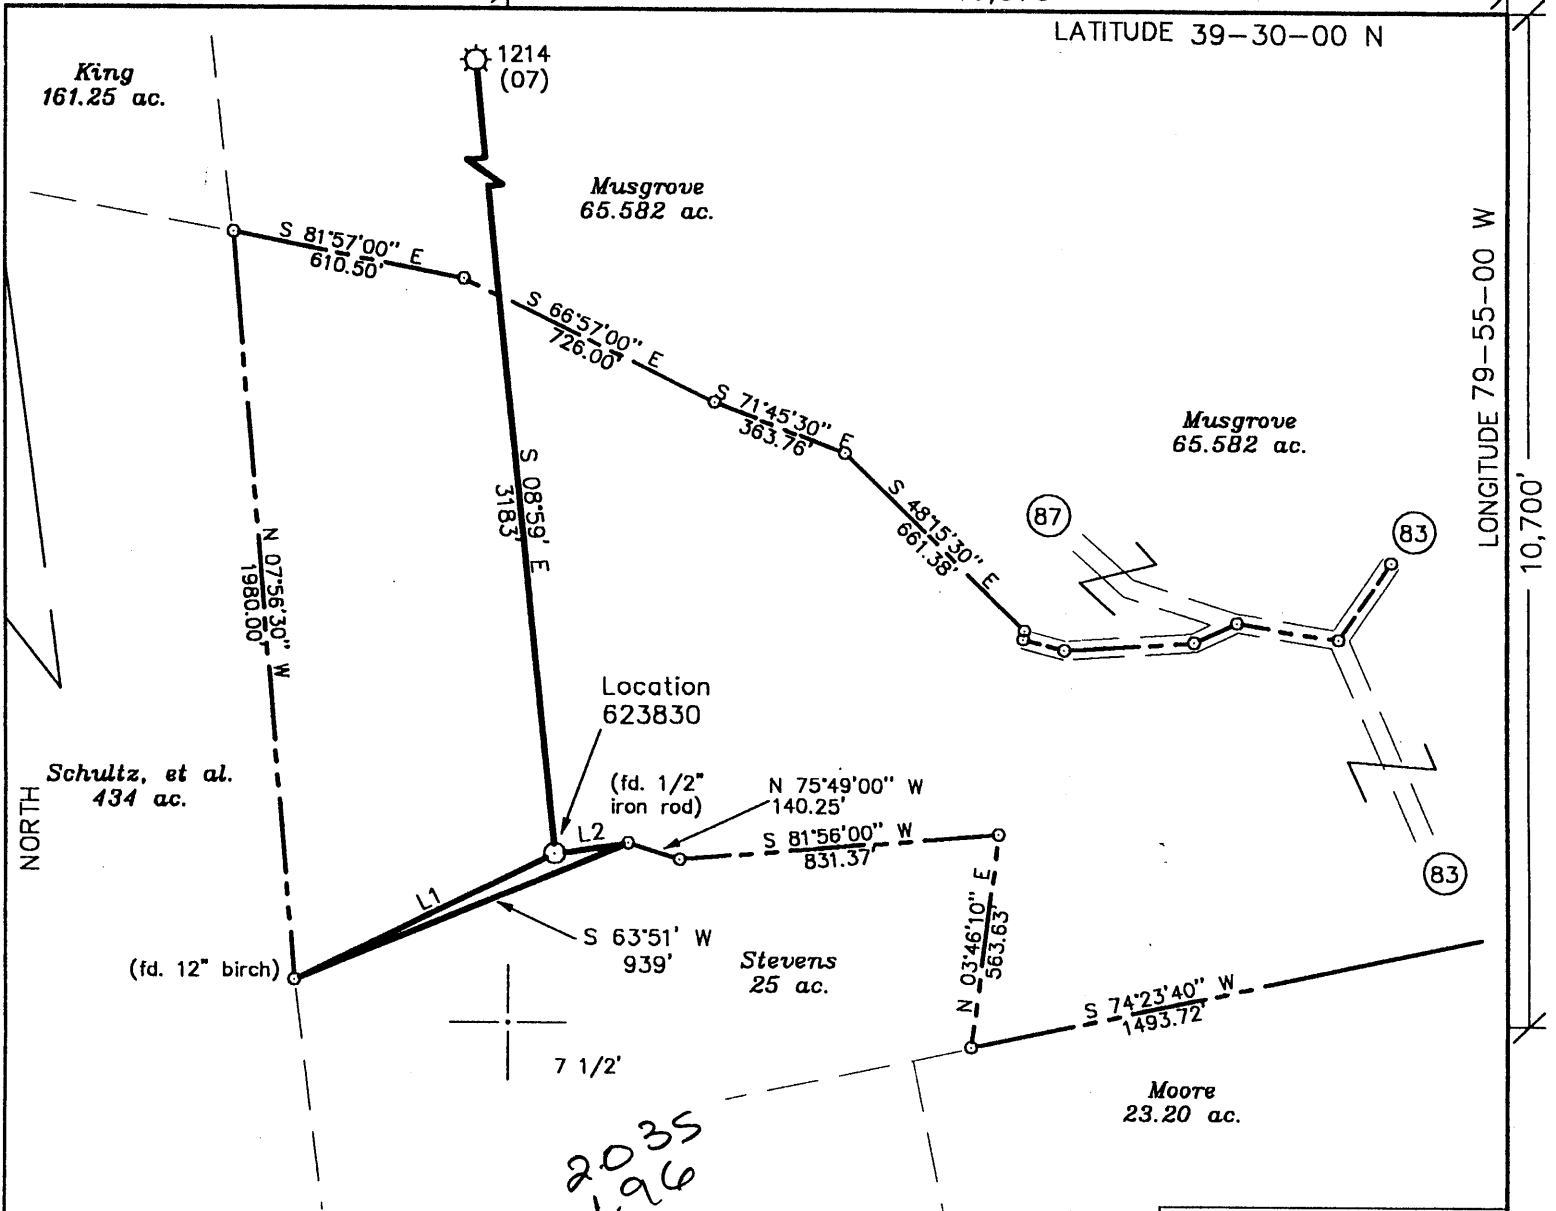 LATITUDE 39-30-00 N
1214
(07)
King
161.25 ac.
Musgrove
65.582 ac.
S 81°57'00" E
610.50'
S 66°57'00" E
726.00'
S 71°45'30" E
363.76'
Musgrove
65.582 ac.
LONGITUDE 79-55-00 W
10,700'
S 48°15'30" E
661.38'
87
83
S 08°59' E
3183'
N 07°56'30" W
1980.00'
Location
623830
Schultz, et al.
434 ac.
NORTH
(fd. 1/2"
iron rod)
N 75°49'00" W
140.25'
L2
S 81°56'00" W
831.37'
83
L1
S 63°51' W
939'
(fd. 12" birch)
Stevens
25 ac.
N 03°46'10" E
563.63'
S 74°23'40" W
1493.72'
7 1/2'
Moore
23.20 ac.
2035
196